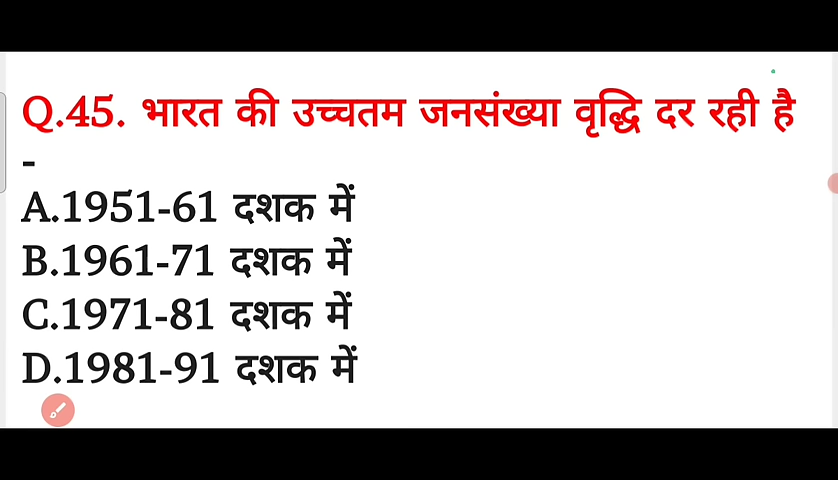 Q.45. भारत की उच्चतम जनसंख्या वृद्धि दर रही है
-
A.1951-61 दशक में
B.1961-71 दशक में
C.1971-81 दशक में
D.1981-91 दशक में